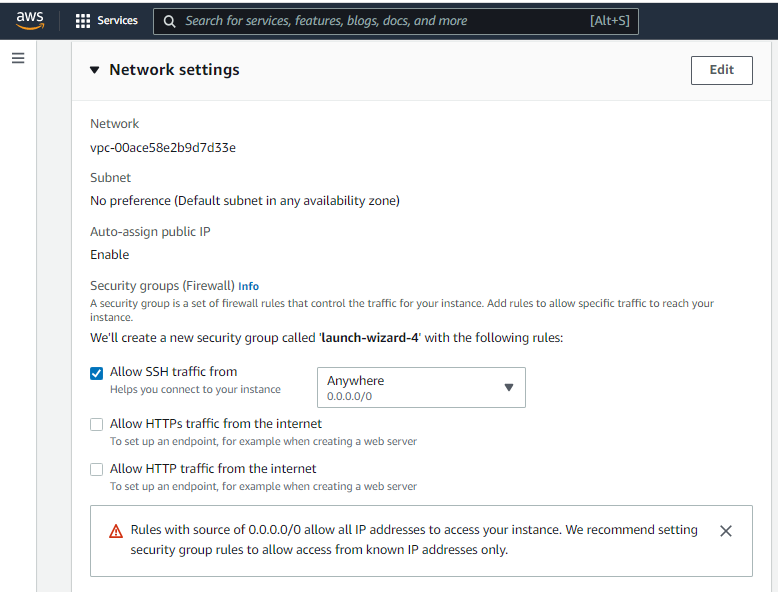 aws
Services
Search for services, features, blogs, docs, and more
[Alt+S]
Network settings
Edit
Network
vpc-00ace58e2b9d7d33e
Subnet
No preference (Default subnet in any availability zone)
Auto-assign public IP
Enable
Security groups (Firewall) Info
A security group is a set of firewall rules that control the traffic for your instance. Add rules to allow specific traffic to reach your
instance.
We'll create a new security group called 'launch-wizard-4' with the following rules:
Allow SSH traffic from
Helps you connect to your instance
Anywhere
0.0.0.0/0
Allow HTTPs traffic from the internet
To set up an endpoint, for example when creating a web server
Allow HTTP traffic from the internet
To set up an endpoint, for example when creating a web server
Rules with source of 0.0.0.0/0 allow all IP addresses to access your instance. We recommend setting
security group rules to allow access from known IP addresses only.